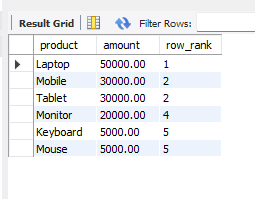 Result Grid Filter Rows:
product amount row_rank
Laptop 50000.00 1
Mobile 30000.00 2
Tablet 30000.00 2
Monitor 20000.00 4
Keyboard 5000.00 5
Mouse 5000.00 5